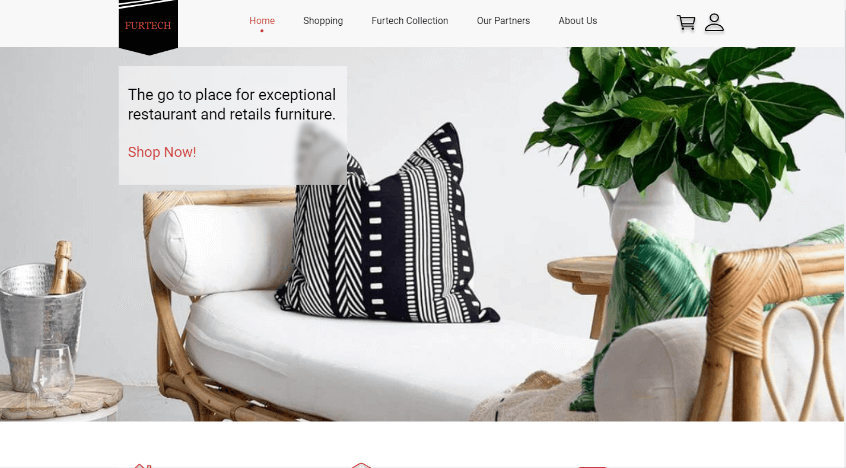 FURTECH
Home
Shopping
Furtech Collection
Our Partners
About Us
The go to place for exceptional
restaurant and retails furniture.
Shop Now!